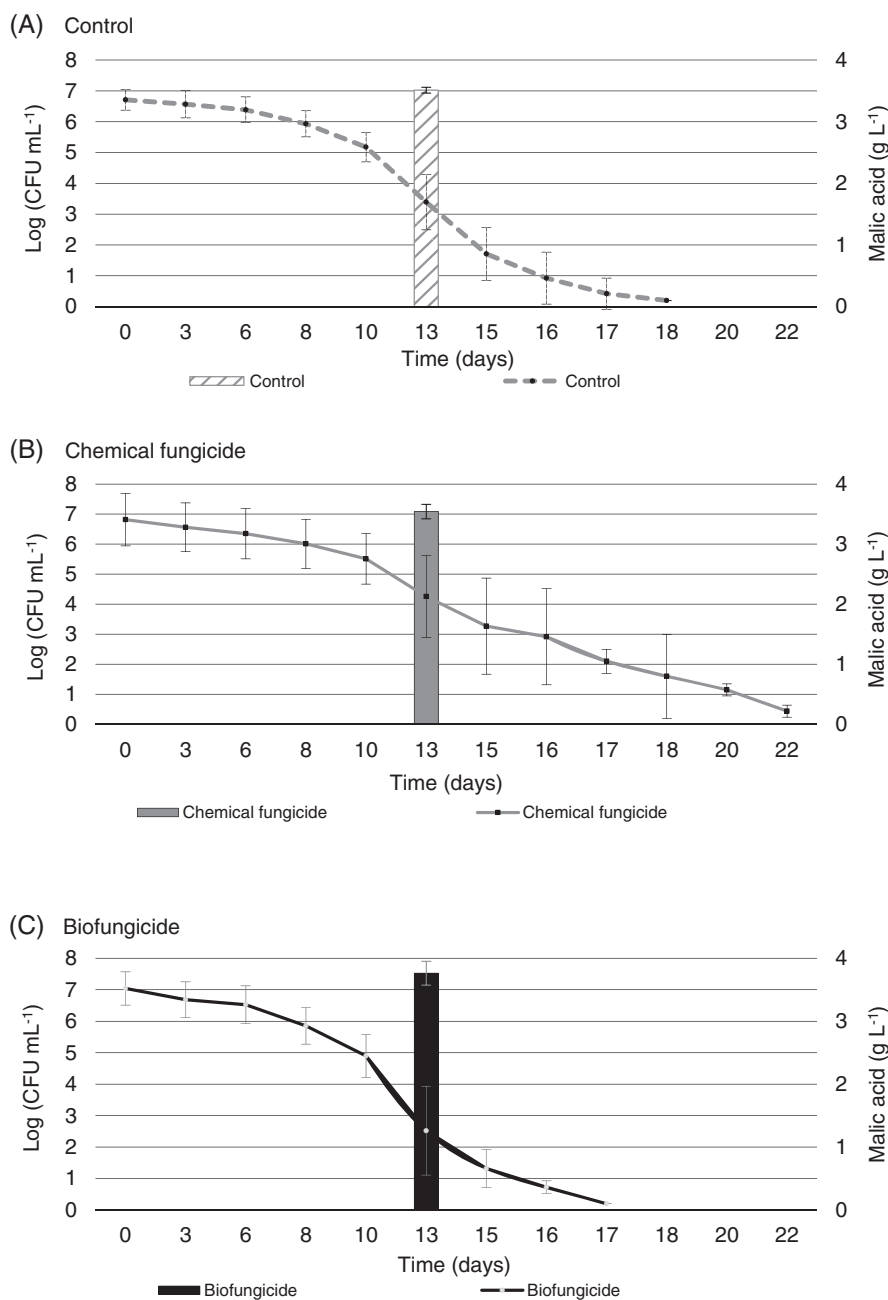 (A) Control
8
7
6
5
4
3
2
1
0
Log (CFU mL-1)
4
3
2
1
0
Malic acid (g L-1)
0 3 6 8 10 13 15 16 17 18 20 22
Time (days)
Control Control
(B) Chemical fungicide
8
7
6
5
4
3
2
1
0
Log (CFU mL-1)
4
3
2
1
0
Malic acid (g L-1)
0 3 6 8 10 13 15 16 17 18 20 22
Time (days)
Chemical fungicide Chemical fungicide
(C) Biofungicide
8
7
6
5
4
3
2
1
0
Log (CFU mL-1)
4
3
2
1
0
Malic acid (g L-1)
0 3 6 8 10 13 15 16 17 18 20 22
Time (days)
Biofungicide Biofungicide